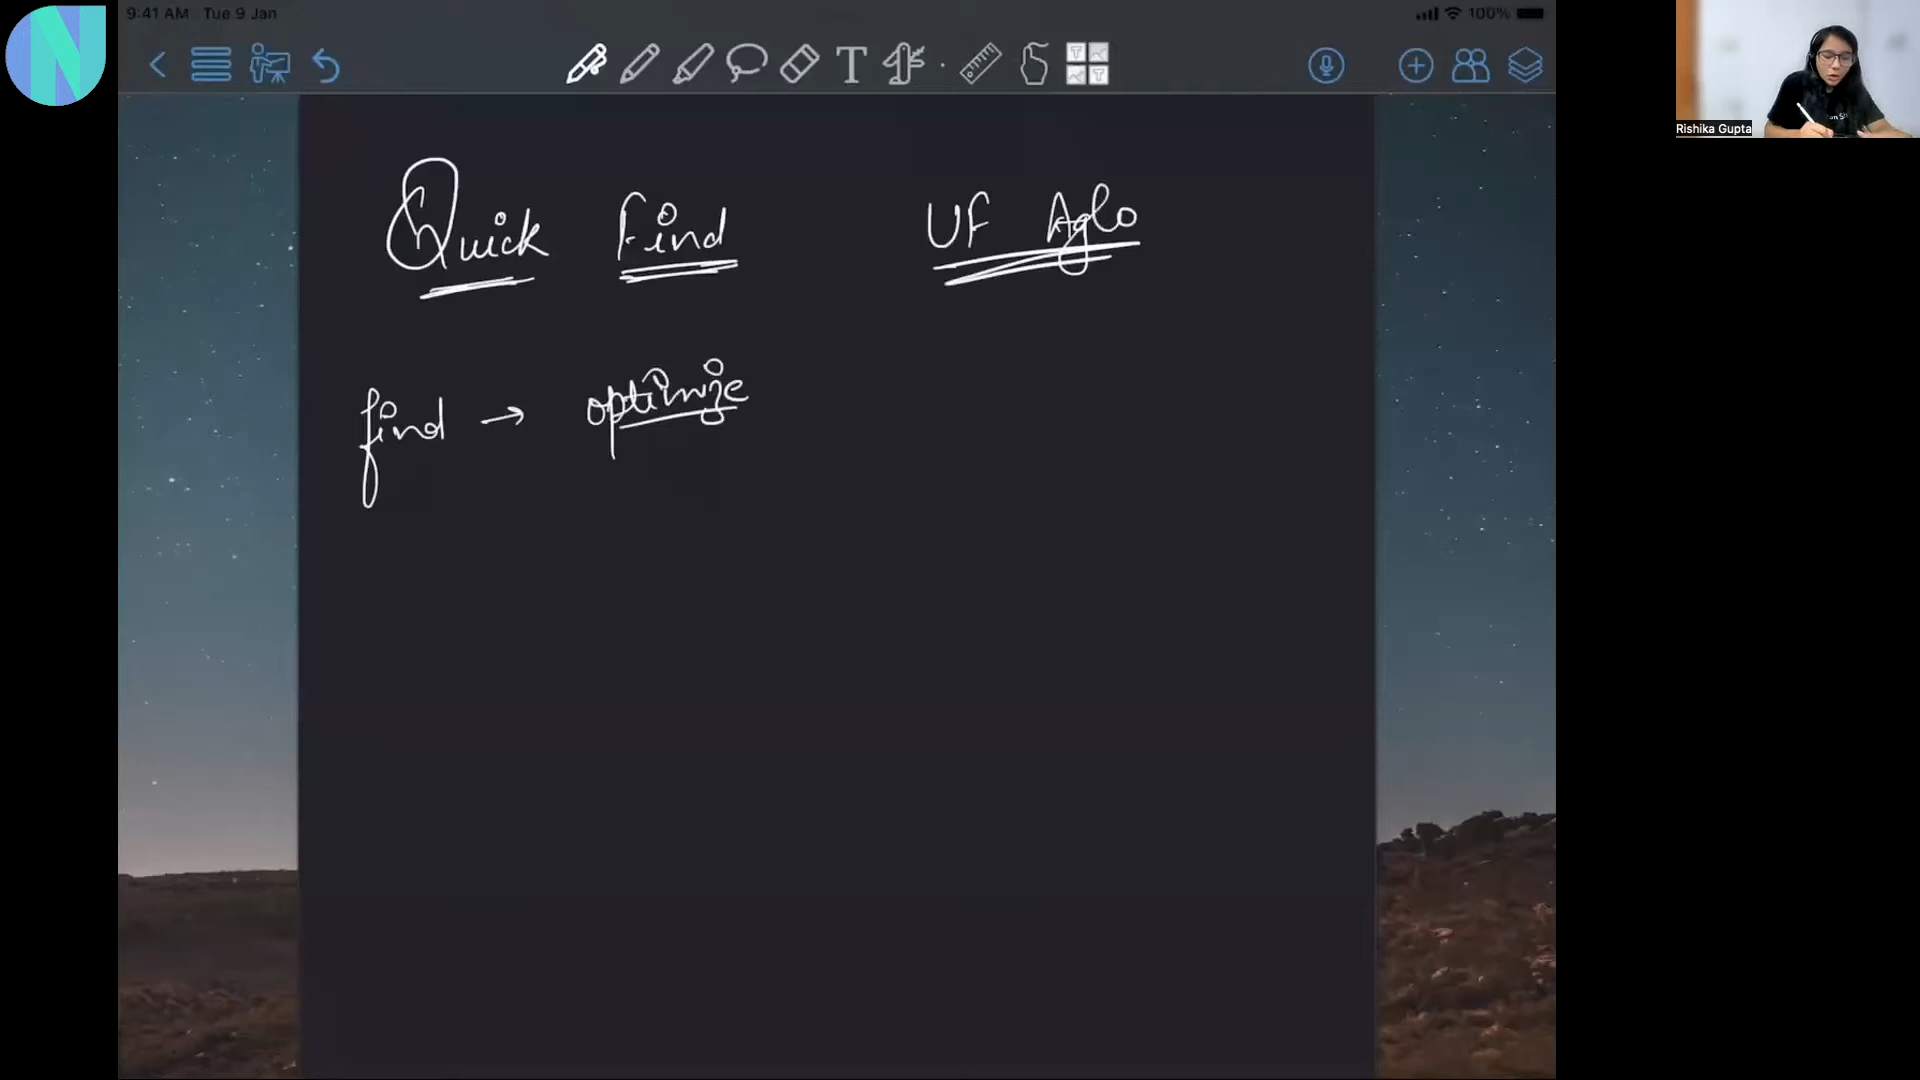 9:41 AM Tue 9 Jan 100%
Quick Find UF Aglo
find → optimize
Rishika Gupta